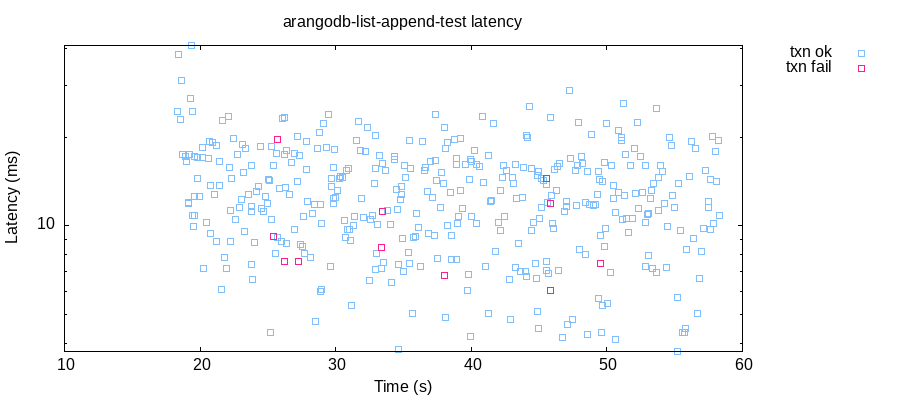 arangodb-list-append-test latency
txn ok
txn fail
Latency (ms)
10
10 20 30 40 50 60
Time (s)